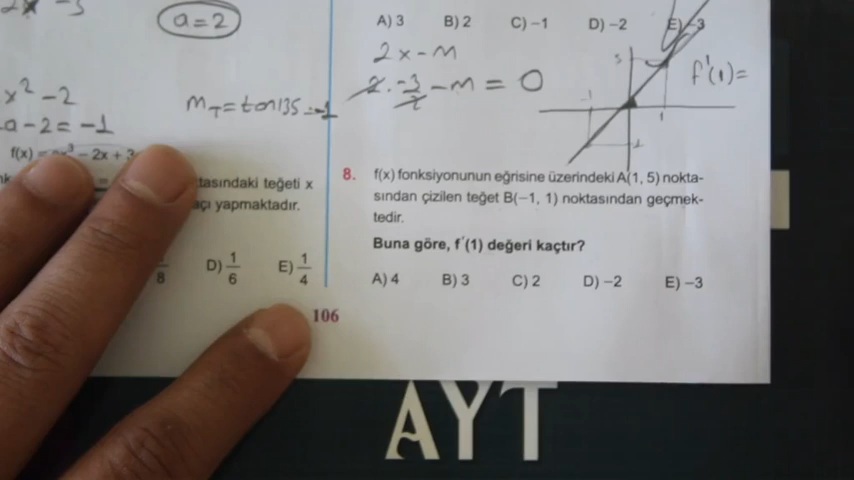 a = 2
x² - 2
a - 2 = -1
m_T = tan135 = -1
f(x) = x³ - 2x + 3
tasındaki teğeti x
açı yapmaktadır.
8
D) 1/6
E) 1/4
106
A) 3 B) 2 C) -1 D) -2 E) -3
2x - m
2 · -3/2 - m = 0
f'(1) =
5
-1
1
8. f(x) fonksiyonunun eğrisine üzerindeki A(1, 5) nokta-
sından çizilen teğet B(-1, 1) noktasından geçmek-
tedir.
Buna göre, f'(1) değeri kaçtır?
A) 4 B) 3 C) 2 D) -2 E) -3
AYT